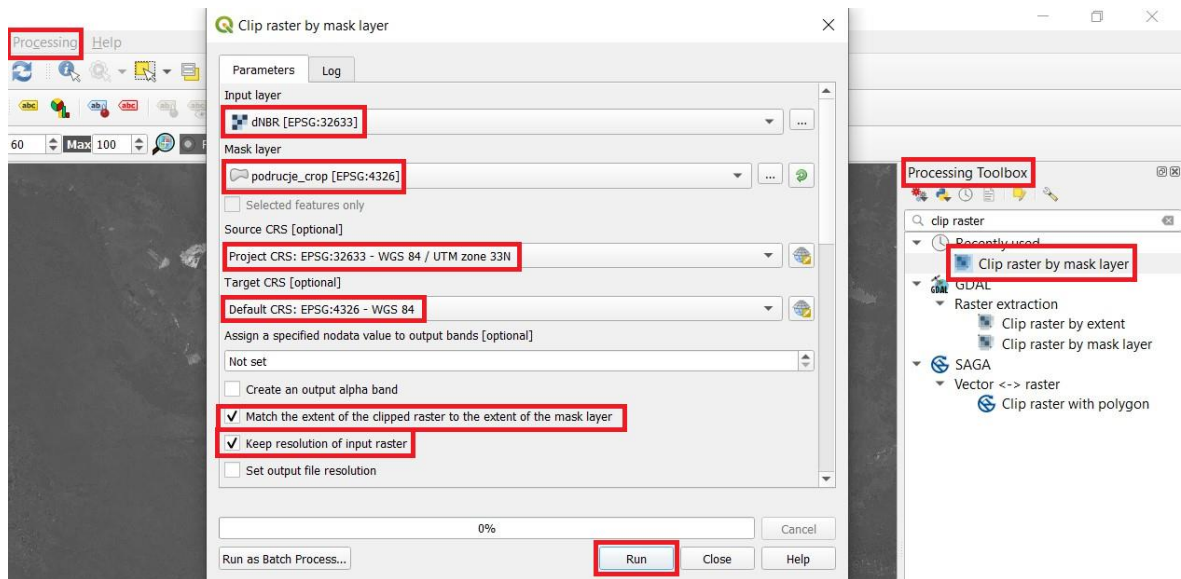 Clip raster by mask layer
Processing Help
Parameters Log
Input layer
dNBR [EPSG:32633]
...
Mask layer
podrucje_crop [EPSG:4326]
...
Selected features only
Source CRS [optional]
Project CRS: EPSG:32633 - WGS 84 / UTM zone 33N
Target CRS [optional]
Default CRS: EPSG:4326 - WGS 84
Assign a specified nodata value to output bands [optional]
Not set
Create an output alpha band
Match the extent of the clipped raster to the extent of the mask layer
Keep resolution of input raster
Set output file resolution
0%
Cancel
Run as Batch Process...
Run
Close
Help
abc
ab
abc
60 Max 100
Processing Toolbox
clip raster
Recently used
Clip raster by mask layer
GDAL
Raster extraction
Clip raster by extent
Clip raster by mask layer
SAGA
Vector <-> raster
Clip raster with polygon